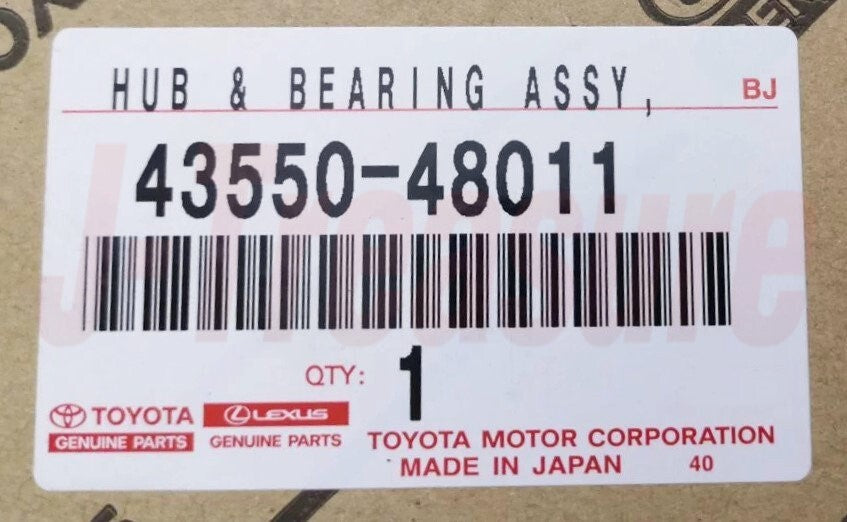 HUB & BEARING ASSY, BJ
43550-48011
QTY: 1
TOYOTA LEXUS
GENUINE PARTS GENUINE PARTS
TOYOTA MOTOR CORPORATION
MADE IN JAPAN 40
J-Treasure